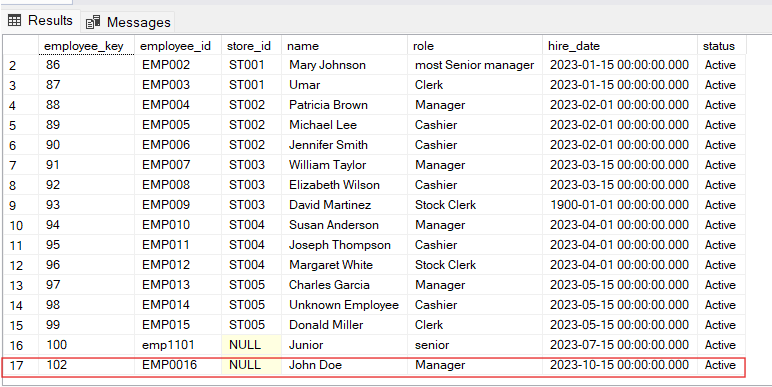 Results Messages
employee_key employee_id store_id name role hire_date status
2 86 EMP002 ST001 Mary Johnson most Senior manager 2023-01-15 00:00:00.000 Active
3 87 EMP003 ST001 Umar Clerk 2023-01-15 00:00:00.000 Active
4 88 EMP004 ST002 Patricia Brown Manager 2023-02-01 00:00:00.000 Active
5 89 EMP005 ST002 Michael Lee Cashier 2023-02-01 00:00:00.000 Active
6 90 EMP006 ST002 Jennifer Smith Cashier 2023-02-01 00:00:00.000 Active
7 91 EMP007 ST003 William Taylor Manager 2023-03-15 00:00:00.000 Active
8 92 EMP008 ST003 Elizabeth Wilson Cashier 2023-03-15 00:00:00.000 Active
9 93 EMP009 ST003 David Martinez Stock Clerk 1900-01-01 00:00:00.000 Active
10 94 EMP010 ST004 Susan Anderson Manager 2023-04-01 00:00:00.000 Active
11 95 EMP011 ST004 Joseph Thompson Cashier 2023-04-01 00:00:00.000 Active
12 96 EMP012 ST004 Margaret White Stock Clerk 2023-04-01 00:00:00.000 Active
13 97 EMP013 ST005 Charles Garcia Manager 2023-05-15 00:00:00.000 Active
14 98 EMP014 ST005 Unknown Employee Cashier 2023-05-15 00:00:00.000 Active
15 99 EMP015 ST005 Donald Miller Clerk 2023-05-15 00:00:00.000 Active
16 100 emp1101 NULL Junior senior 2023-07-15 00:00:00.000 Active
17 102 EMP0016 NULL John Doe Manager 2023-10-15 00:00:00.000 Active